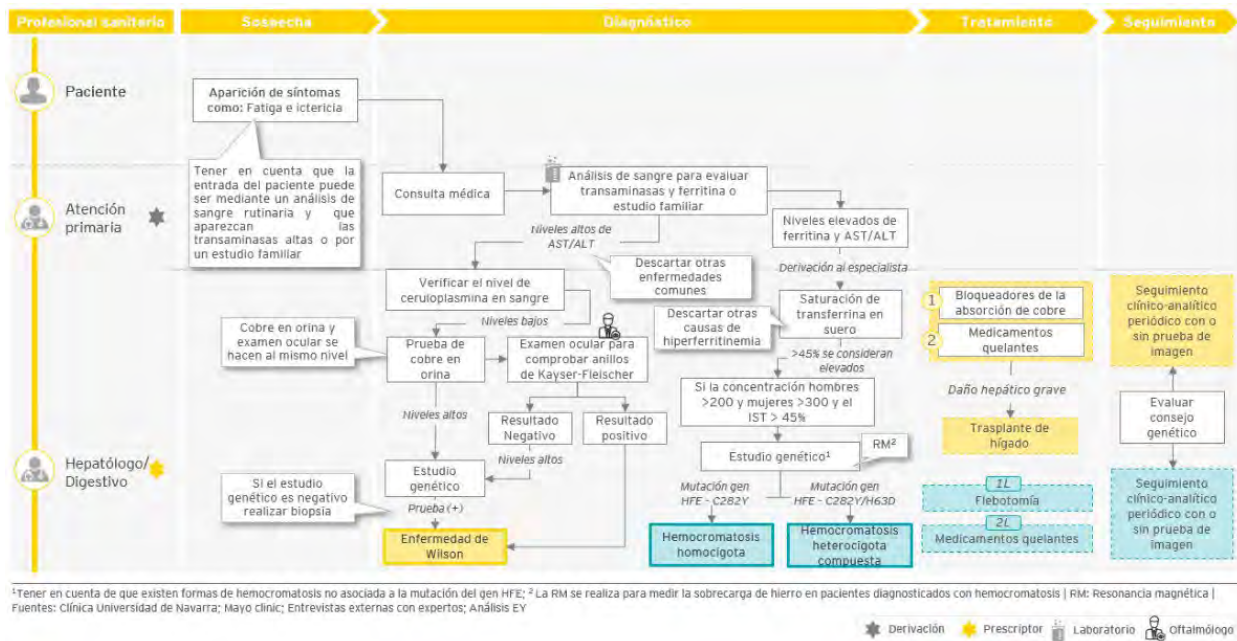 Profesional sanitario
Sospecha
Diagnóstico
Tratamiento
Seguimiento
Paciente
Aparición de síntomas
como: Fatiga e ictericia
Tener en cuenta que la
entrada del paciente puede
ser mediante un análisis de
sangre rutinaria y que
aparezcan las
transaminasas altas o por
un estudio familiar
Atención
primaria
Consulta médica
Análisis de sangre para evaluar
transaminasas y ferritina o
estudio familiar
Niveles altos de
AST/ALT
Niveles elevados de
ferritina y AST/ALT
Derivación al especialista
Descartar otras
enfermedades
comunes
Verificar el nivel de
ceruloplasmina en sangre
Niveles bajos
Cobre en orina y
examen ocular se
hacen al mismo nivel
Prueba de
cobre en
orina
Examen ocular para
comprobar anillos
de Kayser-Fleischer
Descartar otras
causas de
hiperferritinemia
Saturación de
transferrina en
suero
>45% se consideran
elevados
Niveles altos
Resultado
Negativo
Resultado
positivo
Niveles altos
Si la concentración hombres
>200 y mujeres >300 y el
IST > 45%
RM²
Estudio genético¹
Hepatólogo/
Digestivo
Si el estudio
genético es negativo
realizar biopsia
Estudio
genético
Prueba (+)
Enfermedad de
Wilson
Mutación gen
HFE - C282Y
Mutación gen
HFE - C282Y/H63D
Hemocromatosis
homocigota
Hemocromatosis
heterocigota
compuesta
1
Bloqueadores de la
absorción de cobre
2
Medicamentos
quelantes
Daño hepático grave
Trasplante de
hígado
1L
Flebotomía
2L
Medicamentos quelantes
Seguimiento
clínico-analítico
periódico con o
sin prueba de
imagen
Evaluar
consejo
genético
Seguimiento
clínico-analítico
periódico con o
sin prueba de
imagen
¹Tener en cuenta de que existen formas de hemocromatosis no asociada a la mutación del gen HFE; ² La RM se realiza para medir la sobrecarga de hierro en pacientes diagnosticados con hemocromatosis | RM: Resonancia magnética |
Fuentes: Clínica Universidad de Navarra; Mayo clinic; Entrevistas externas con expertos; Análisis EY
Derivación
Prescriptor
Laboratorio
Oftalmólogo